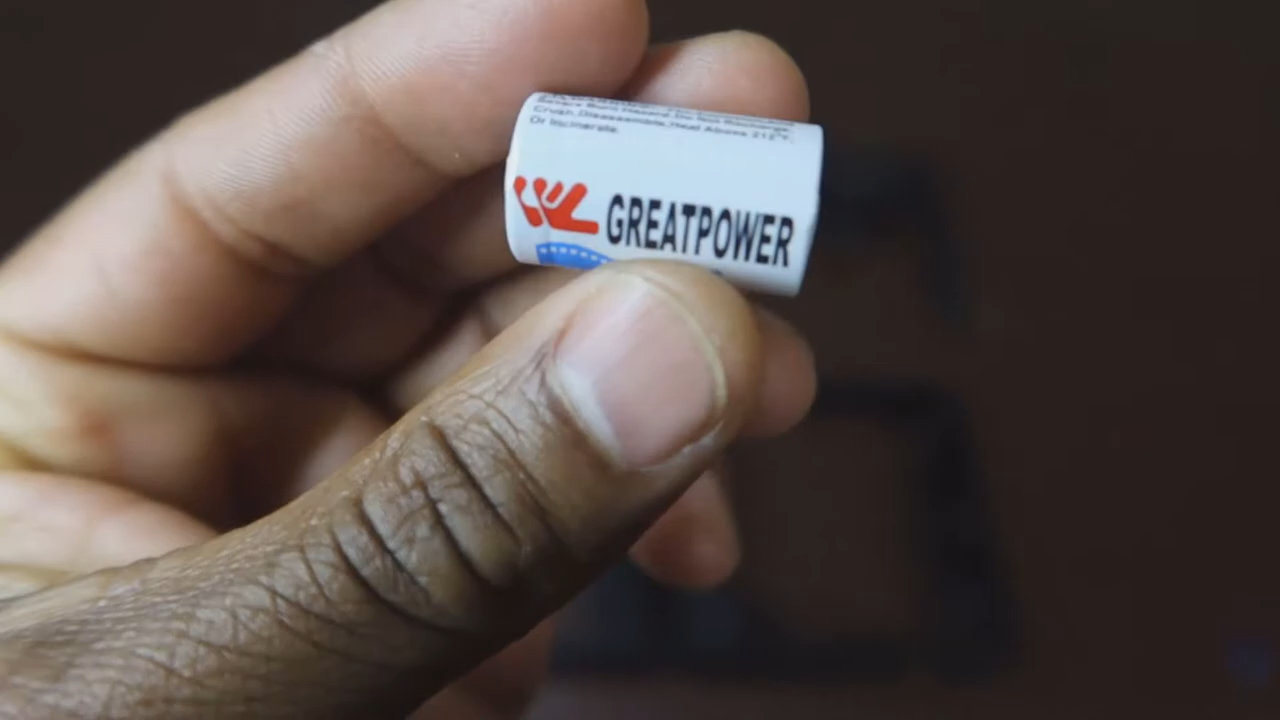 Severe Burn Hazard.Do Not Recharge,
Crush,Disassemble,Heat Above 212°F,
Or Incinerate.
GREATPOWER